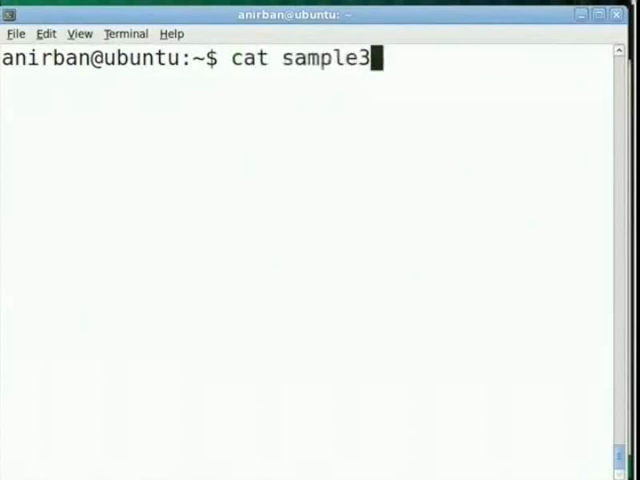 anirban@ubuntu: ~
File Edit View Terminal Help
anirban@ubuntu:~$ cat sample3